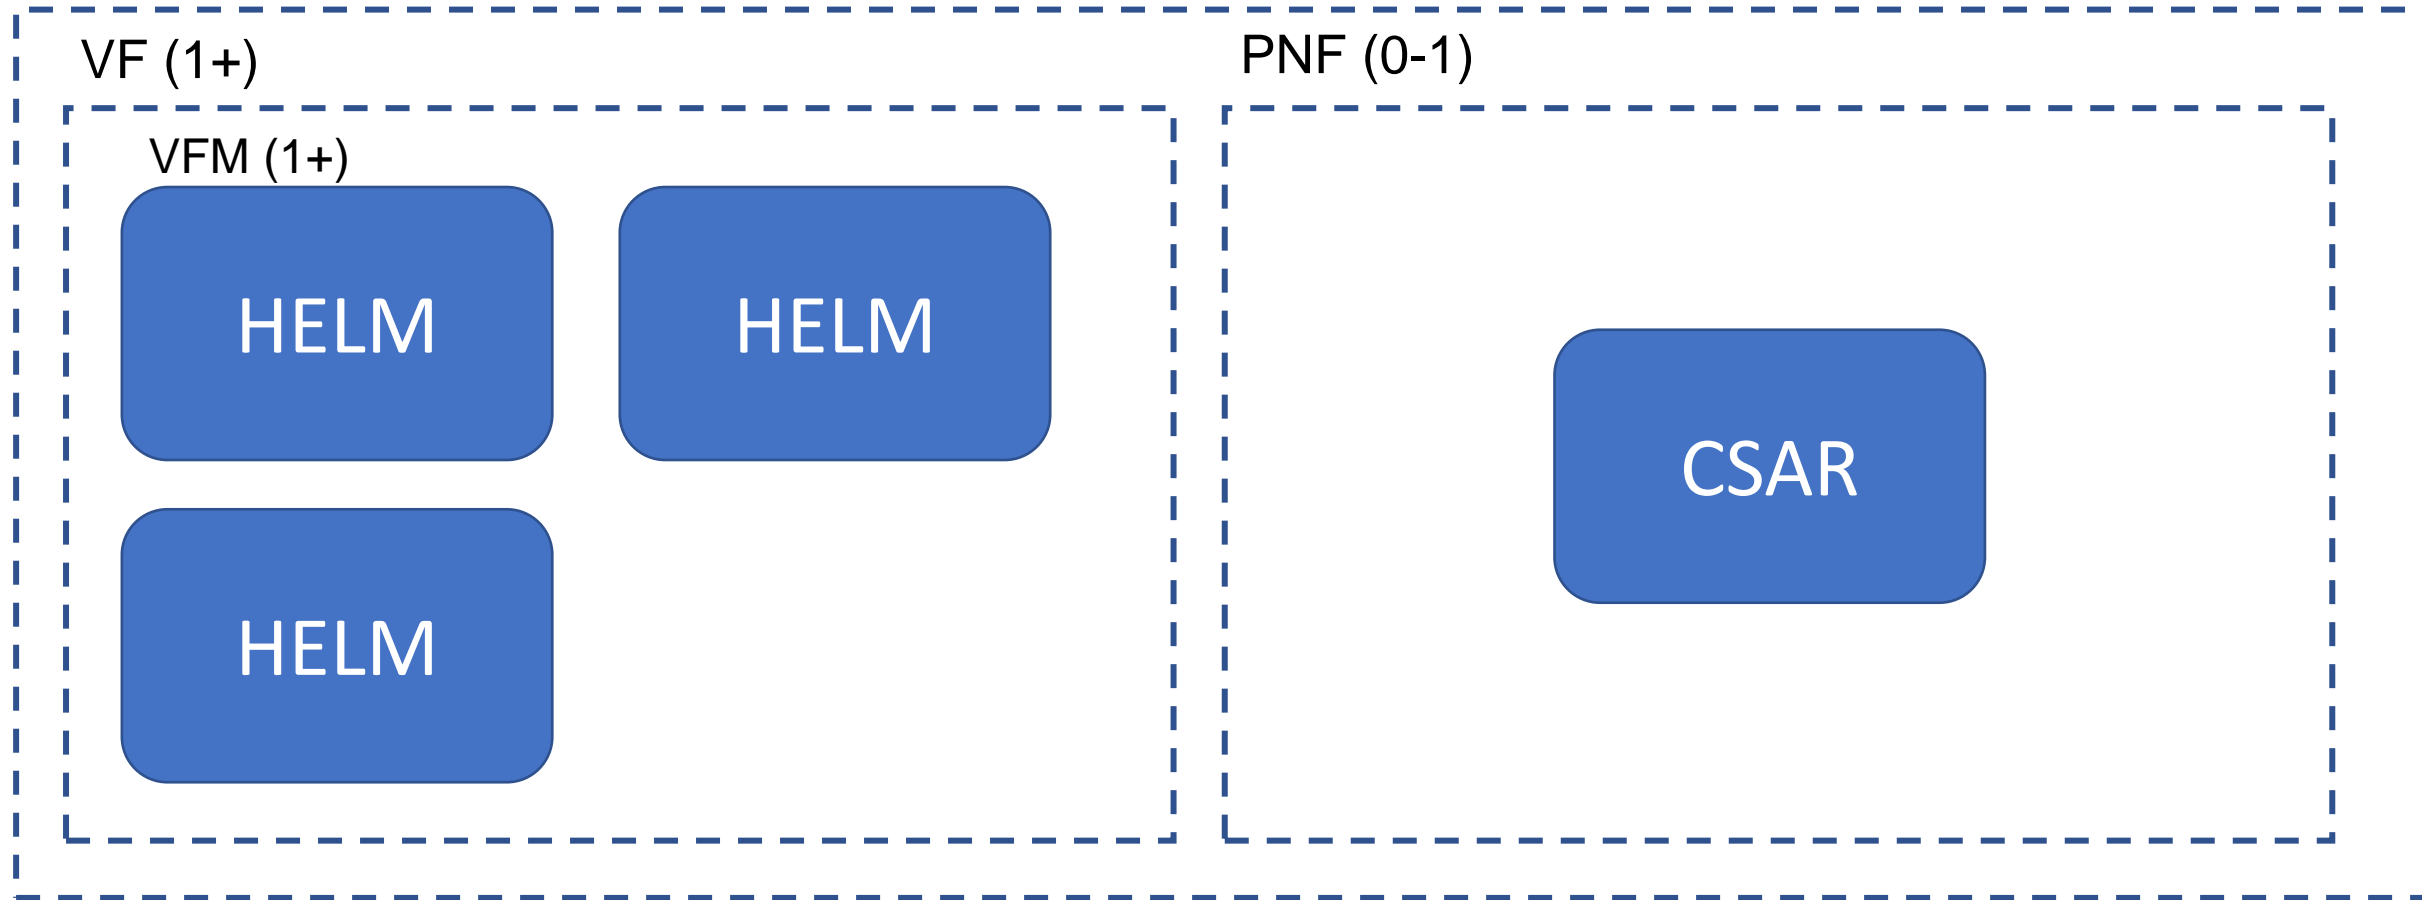 VF (1+)
PNF (0-1)
VFM (1+)
HELM
HELM
CSAR
HELM